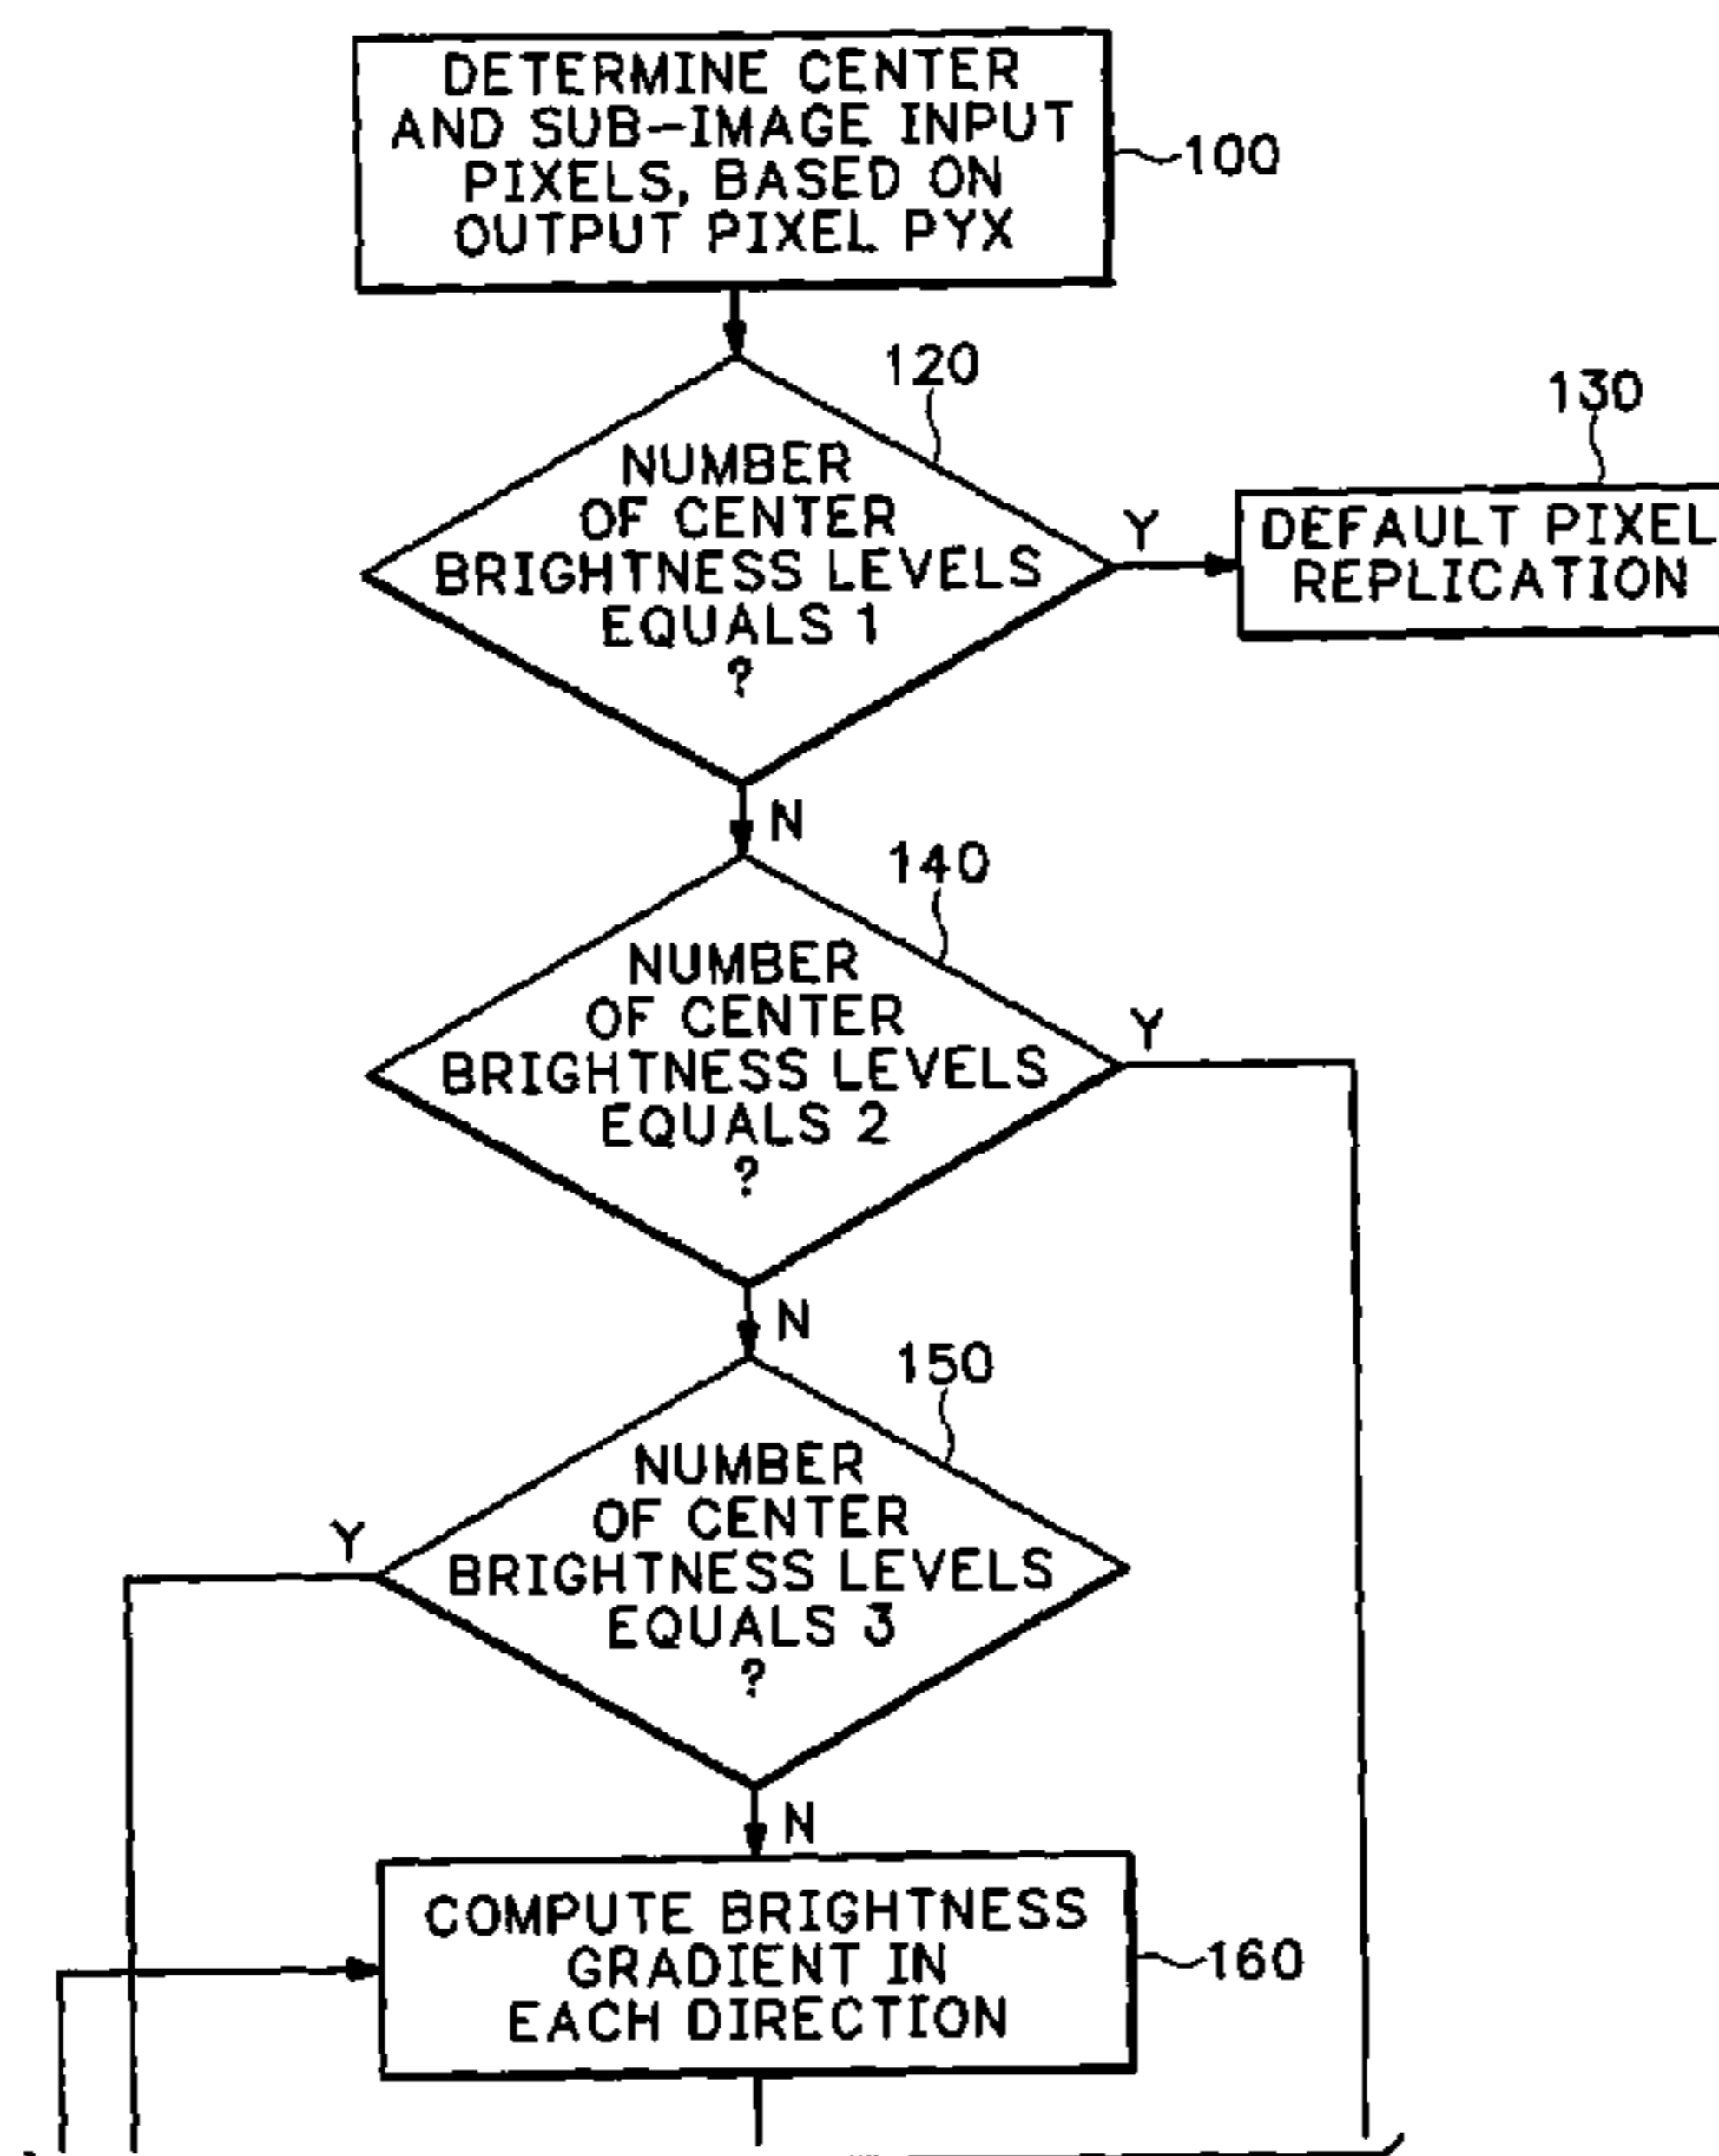 DETERMINE CENTER
AND SUB-IMAGE INPUT
PIXELS, BASED ON
OUTPUT PIXEL PYX
100
120
NUMBER
OF CENTER
BRIGHTNESS LEVELS
EQUALS 1
?
Y
130
DEFAULT PIXEL
REPLICATION
N
140
NUMBER
OF CENTER
BRIGHTNESS LEVELS
EQUALS 2
?
Y
N
150
NUMBER
OF CENTER
BRIGHTNESS LEVELS
EQUALS 3
?
Y
N
COMPUTE BRIGHTNESS
GRADIENT IN
EACH DIRECTION
160